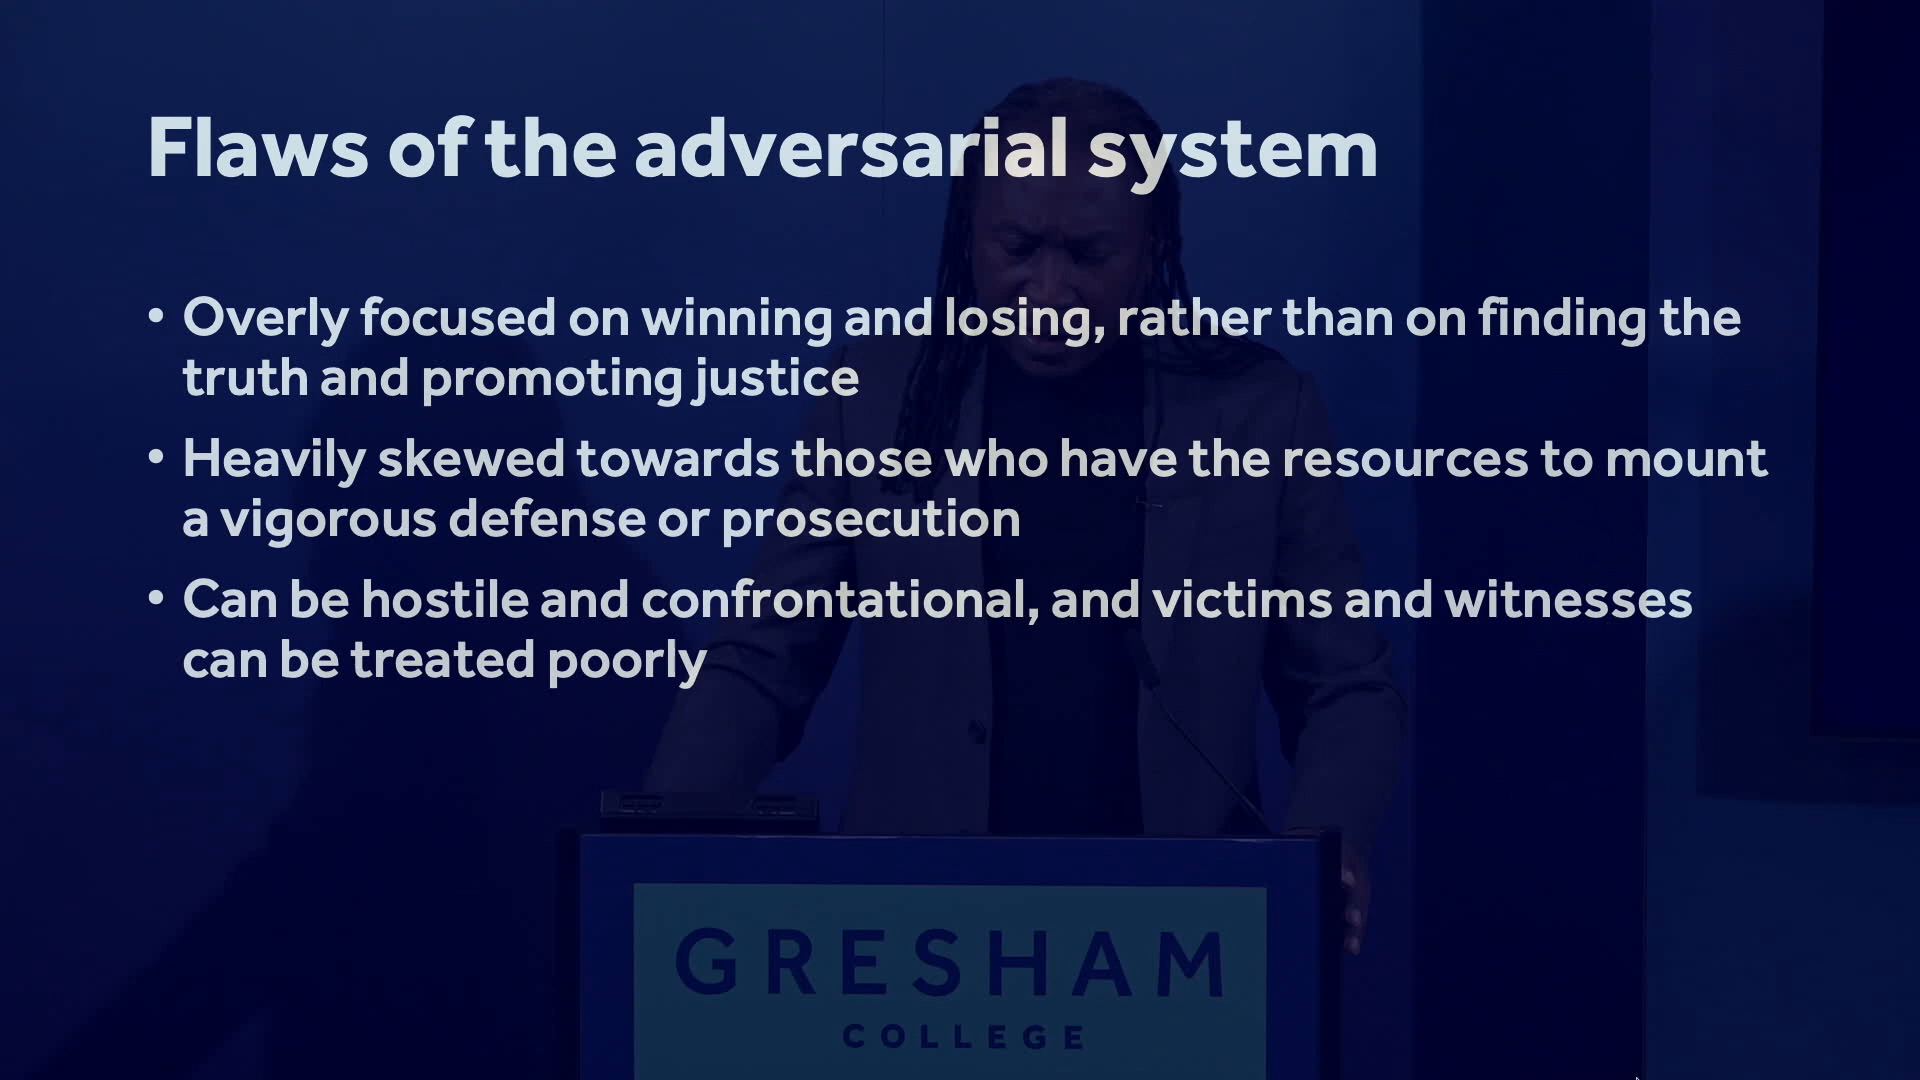 Flaws of the adversarial system
• Overly focused on winning and losing, rather than on finding the
truth and promoting justice
• Heavily skewed towards those who have the resources to mount
a vigorous defense or prosecution
• Can be hostile and confrontational, and victims and witnesses
can be treated poorly
GRESHAM
COLLEGE